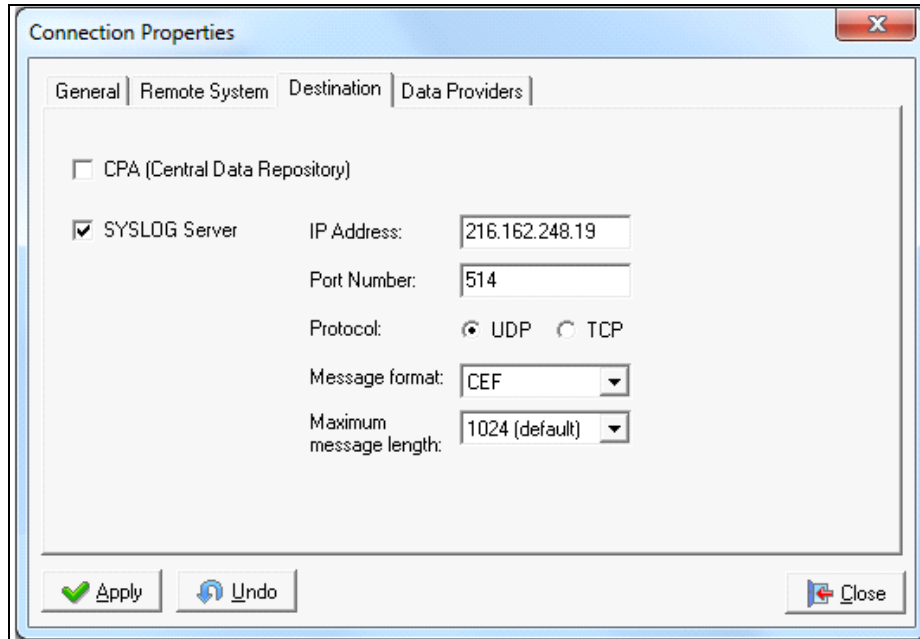 Connection Properties
General Remote System Destination Data Providers
CPA (Central Data Repository)
SYSLOG Server IP Address: 216.162.248.19
Port Number: 514
Protocol: UDP TCP
Message format: CEF
Maximum
message length: 1024 (default)
Apply Undo Close